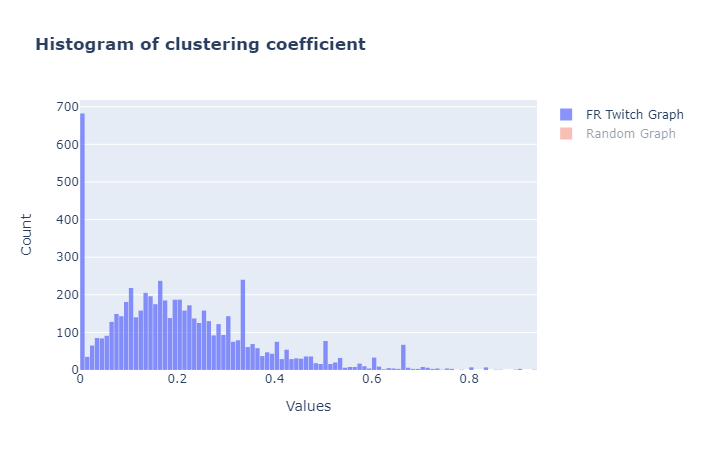 Histogram of clustering coefficient
FR Twitch Graph
Random Graph
700
600
500
400
300
200
100
0
Count
0 0.2 0.4 0.6 0.8
Values